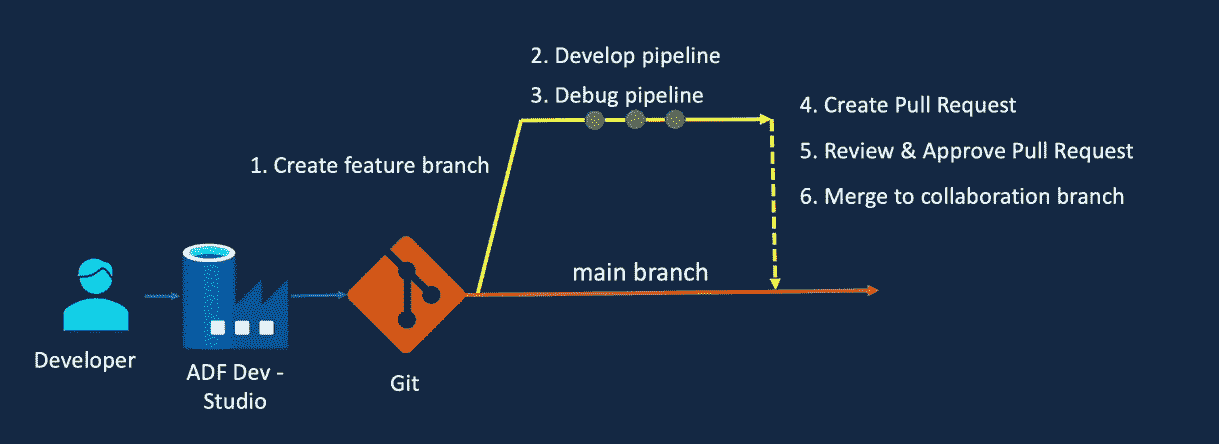 2. Develop pipeline
3. Debug pipeline
4. Create Pull Request
1. Create feature branch
5. Review & Approve Pull Request
6. Merge to collaboration branch
main branch
Developer
ADF Dev -
Studio
Git